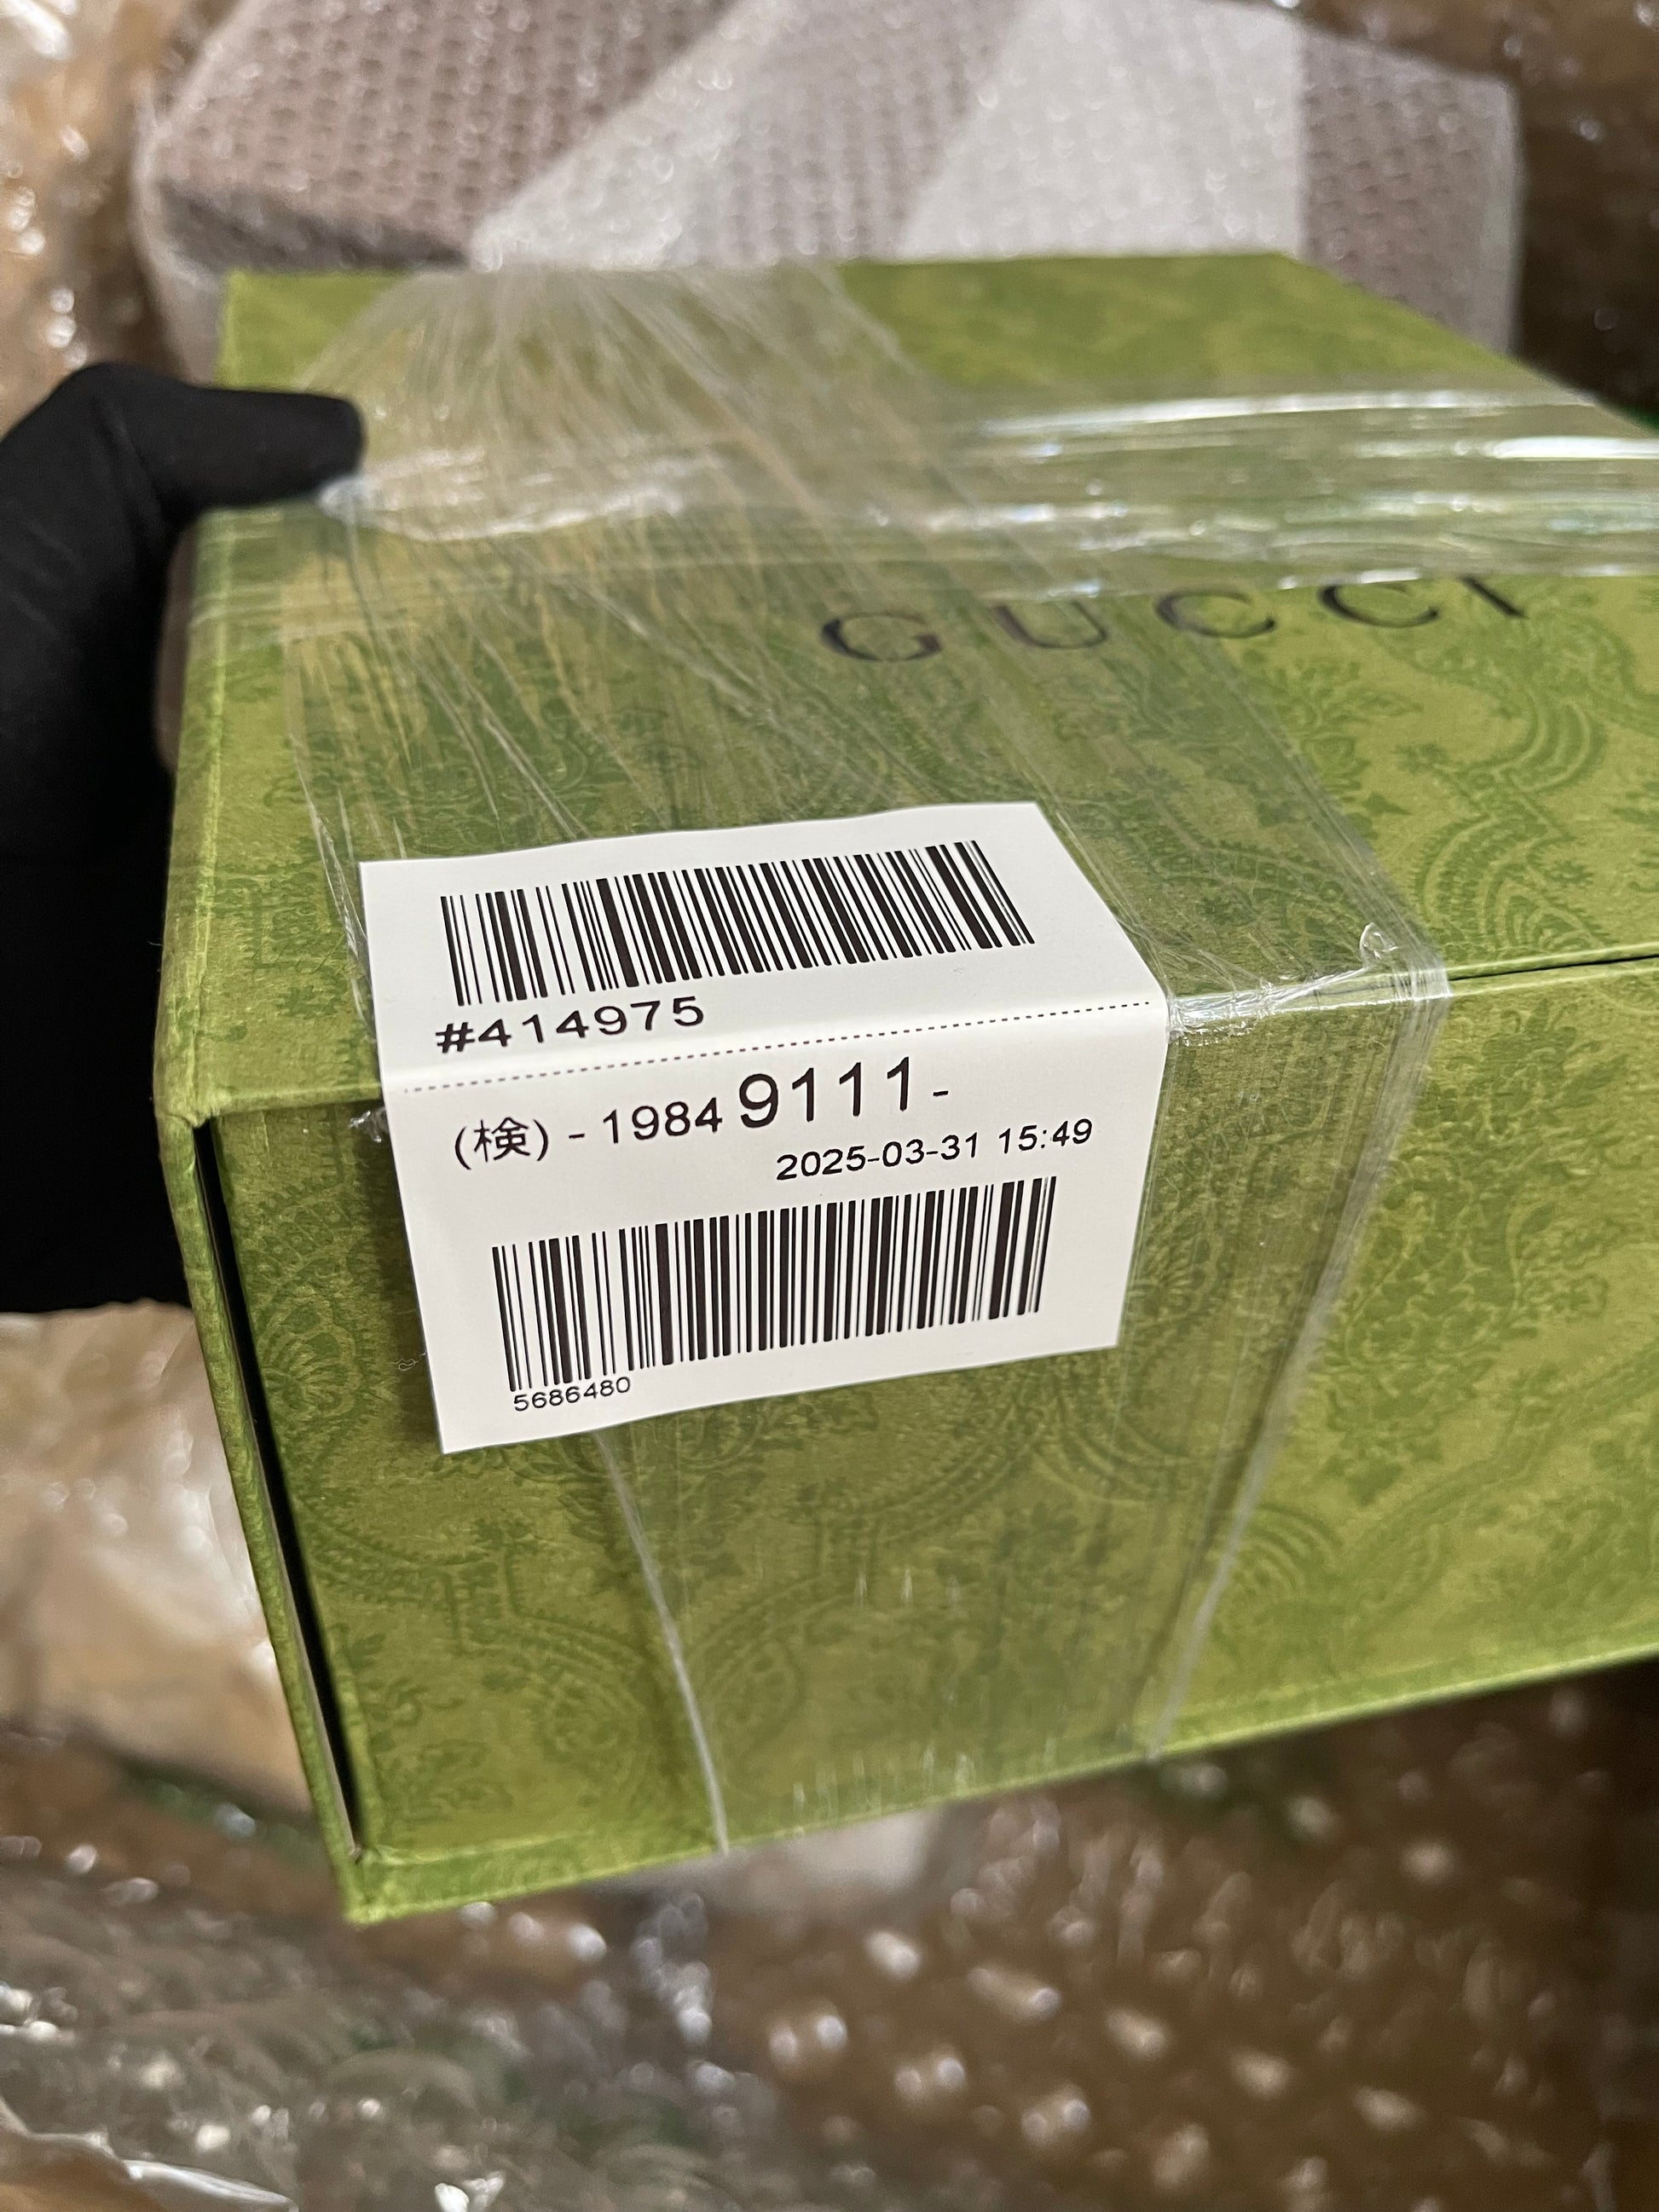 GUCCI
#414975
(検) - 1984 9111-
2025-03-31 15:49
5686480